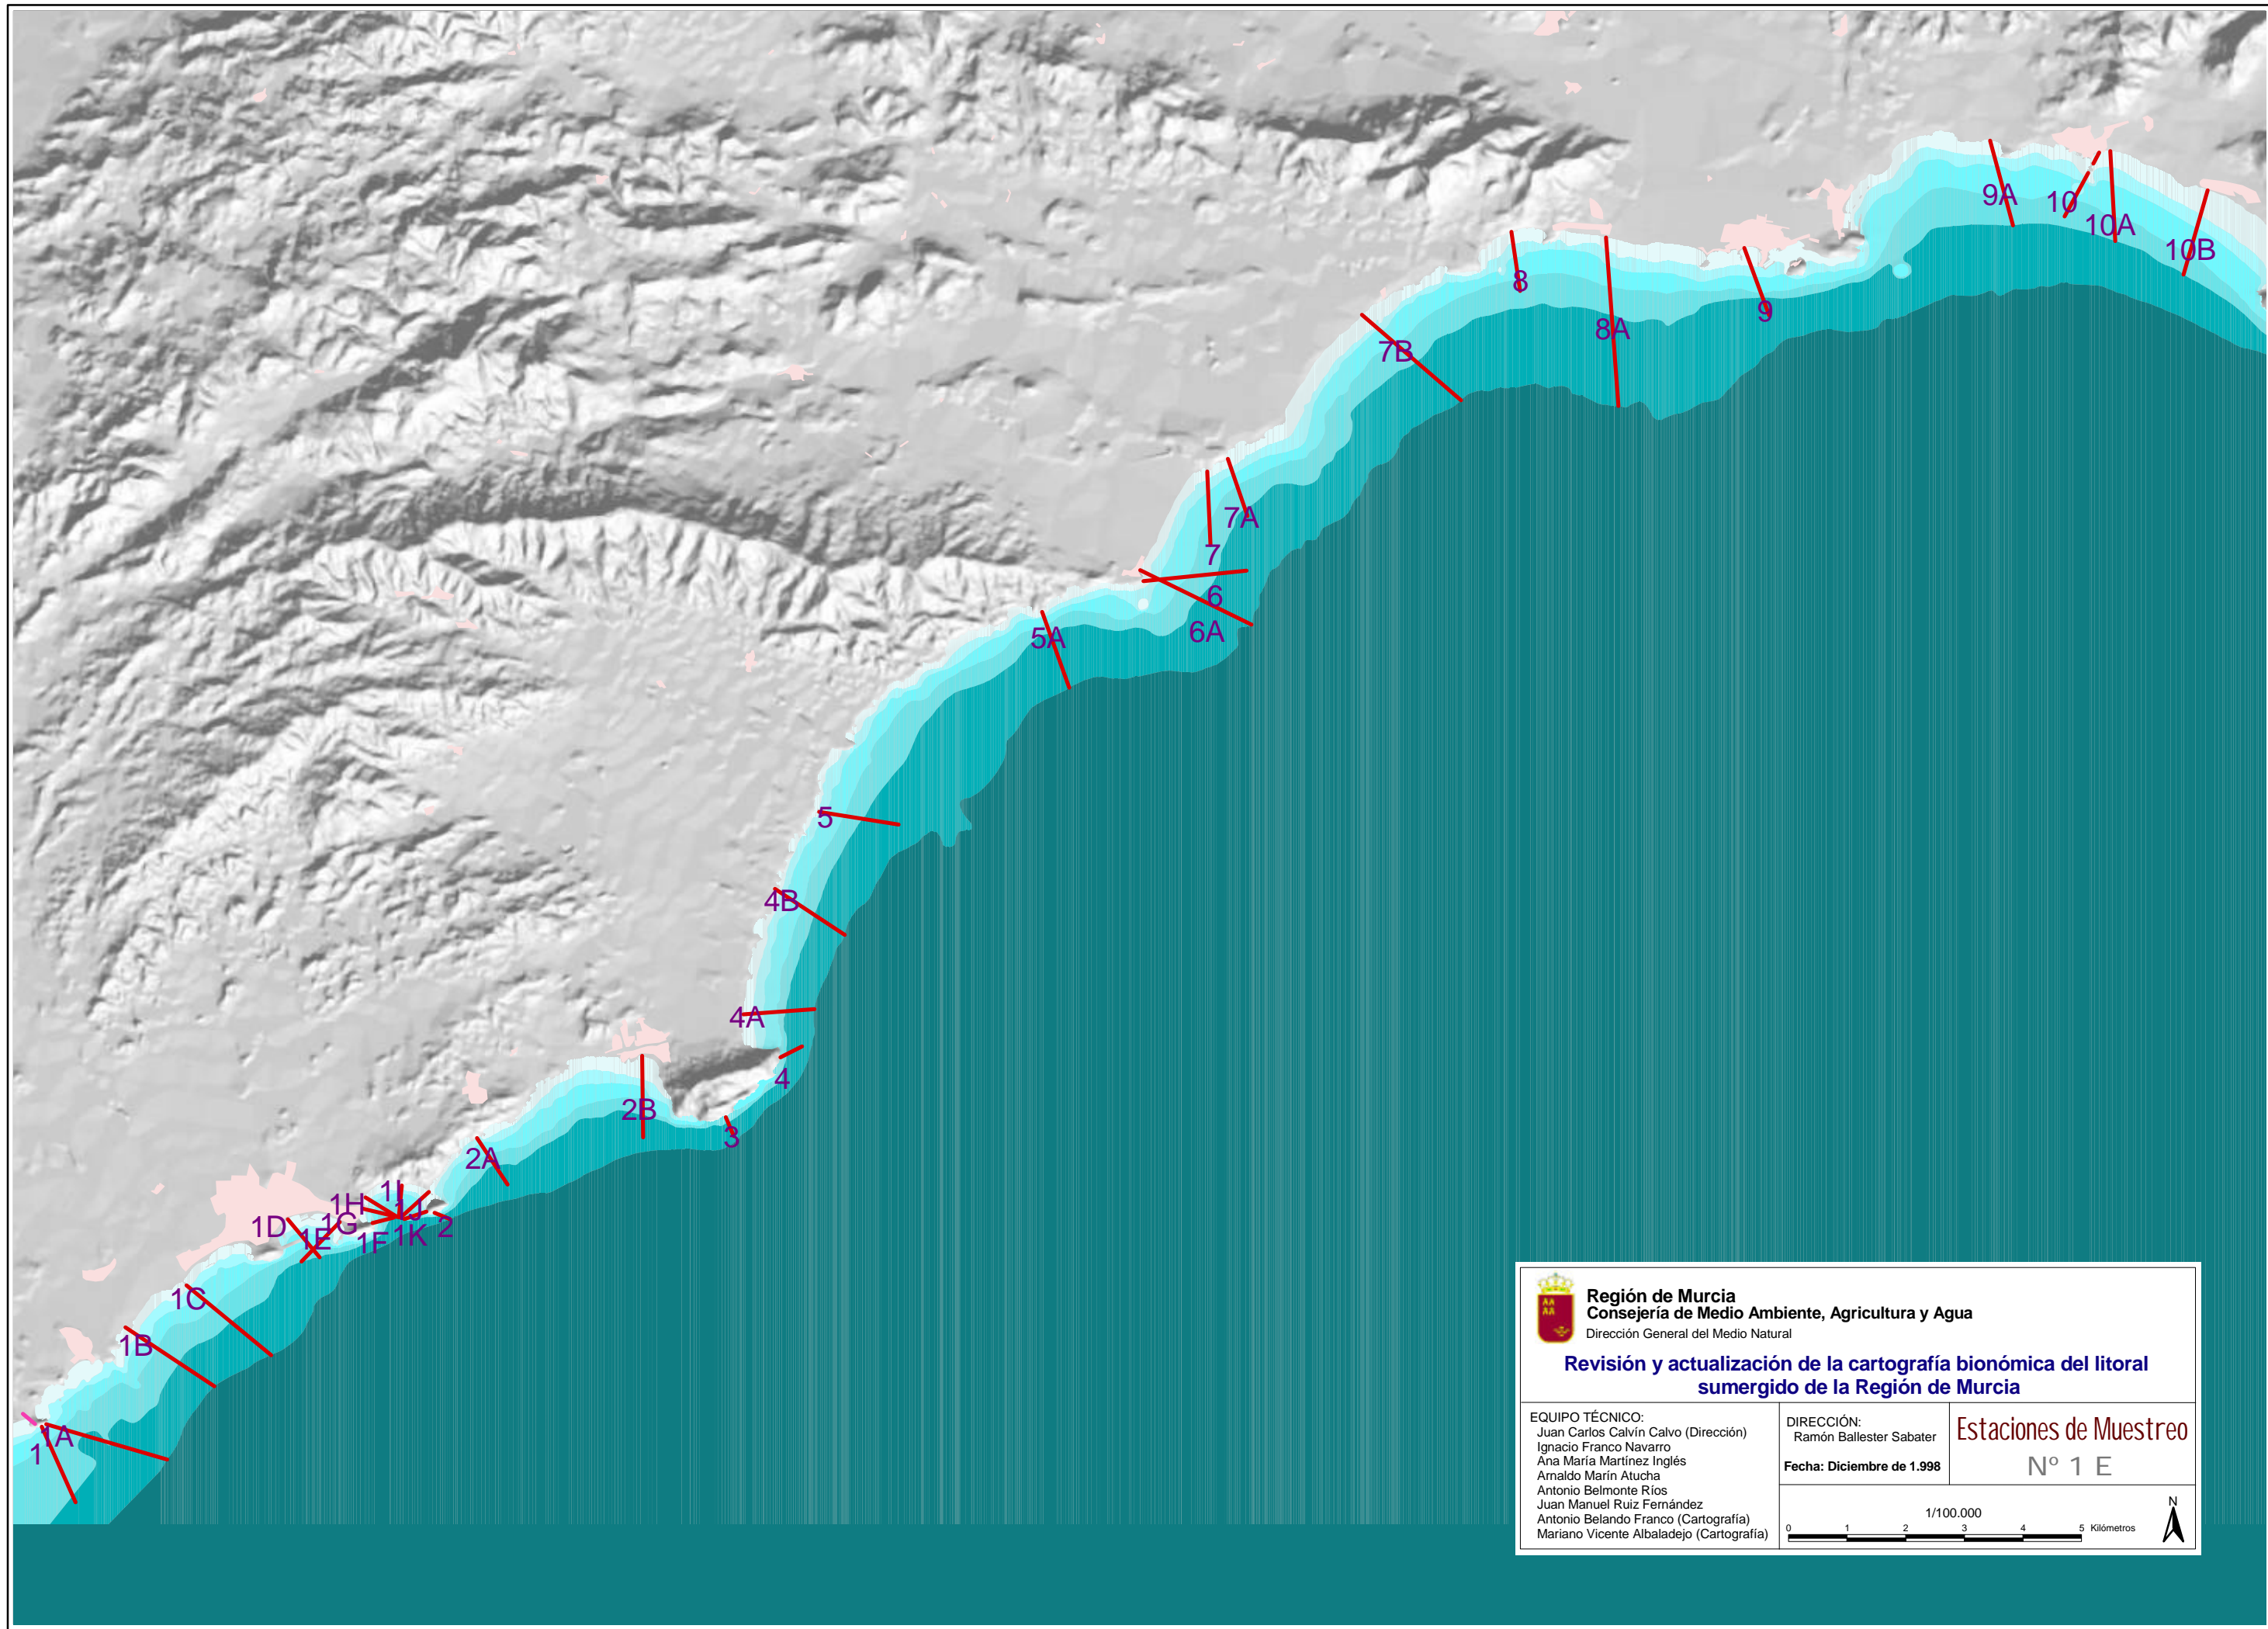 9A
10
10A
10B
8
8A
9
7B
7A
7
6
6A
5A
5
4B
4A
4
2B
3
2A
1I
1H
1J
1G
1D
1E
1F
1K
2
1C
1B
1A
1
Región de Murcia
Consejería de Medio Ambiente, Agricultura y Agua
Dirección General del Medio Natural
Revisión y actualización de la cartografía bionómica del litoral
sumergido de la Región de Murcia
EQUIPO TÉCNICO:
Juan Carlos Calvín Calvo (Dirección)
Ignacio Franco Navarro
Ana María Martínez Inglés
Arnaldo Marín Atucha
Antonio Belmonte Ríos
Juan Manuel Ruiz Fernández
Antonio Belando Franco (Cartografía)
Mariano Vicente Albaladejo (Cartografía)
DIRECCIÓN:
Ramón Ballester Sabater
Fecha: Diciembre de 1.998
Estaciones de Muestreo
Nº 1 E
1/100.000
0 1 2 3 4 5 Kilómetros
N